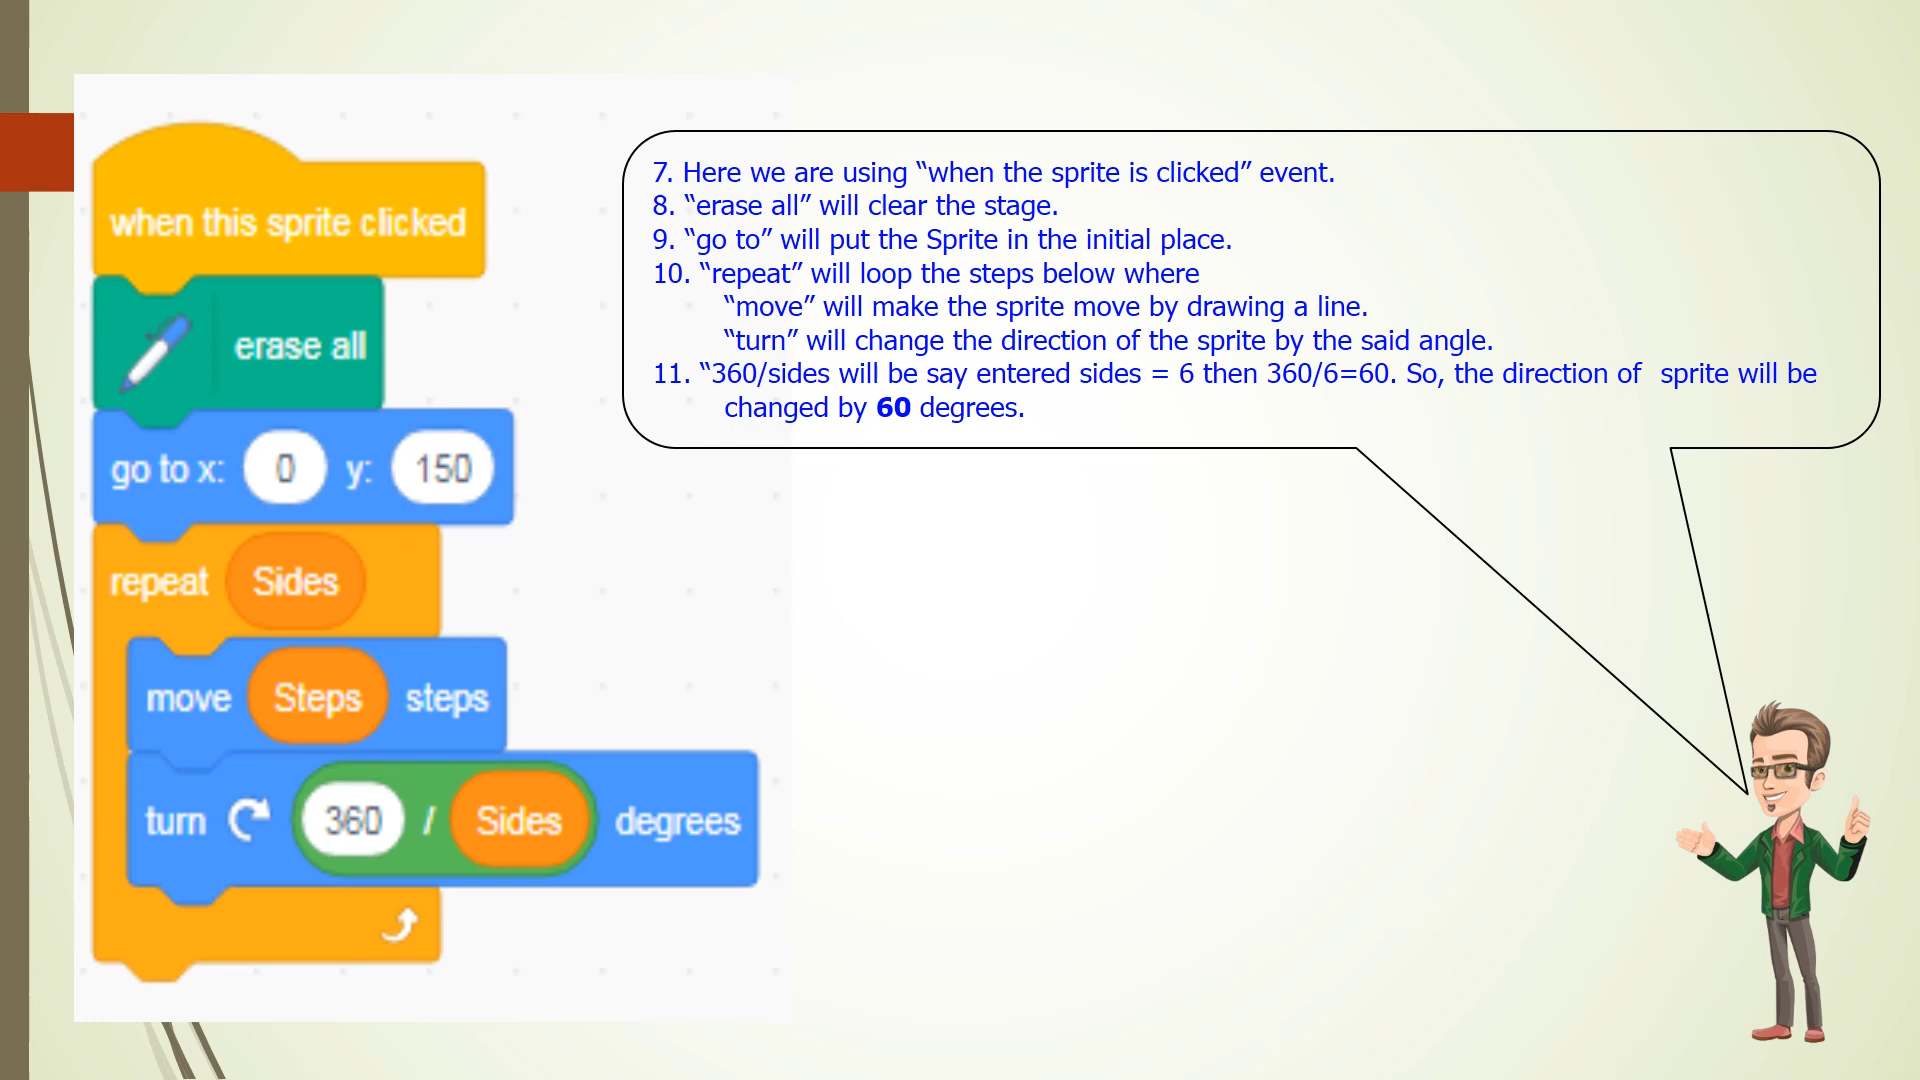 when this sprite clicked
erase all
go to x: 0 y: 150
repeat Sides
move Steps steps
turn 360 / Sides degrees
7. Here we are using “when the sprite is clicked” event.
8. “erase all” will clear the stage.
9. “go to” will put the Sprite in the initial place.
10. “repeat” will loop the steps below where
“move” will make the sprite move by drawing a line.
“turn” will change the direction of the sprite by the said angle.
11. “360/sides will be say entered sides = 6 then 360/6=60. So, the direction of sprite will be
changed by 60 degrees.